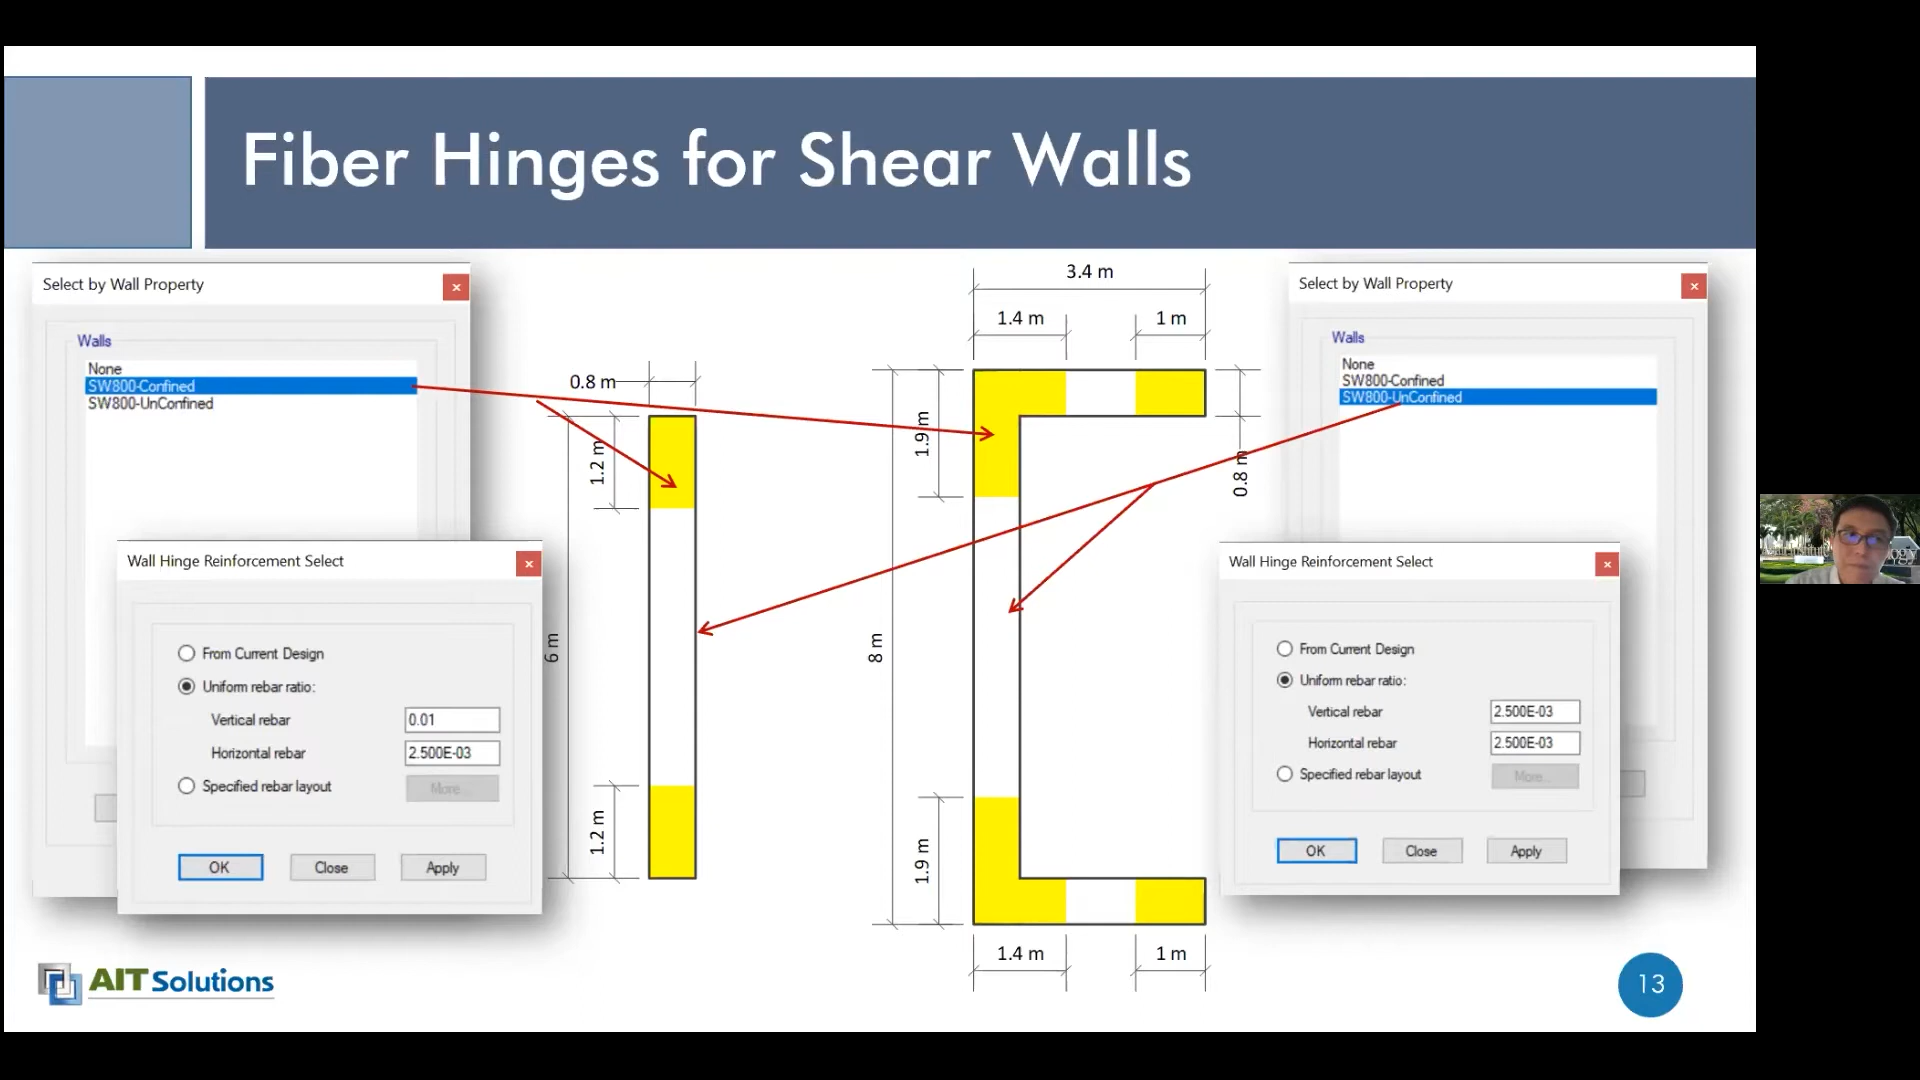 Fiber Hinges for Shear Walls
Select by Wall Property
Walls
None
SW800-Confined
SW800-UnConfined
Wall Hinge Reinforcement Select
From Current Design
Uniform rebar ratio:
Vertical rebar
0.01
Horizontal rebar
2.500E-03
Specified rebar layout
More...
OK
Close
Apply
0.8 m
1.2 m
6 m
1.2 m
3.4 m
1.4 m
1 m
1.9 m
0.8 m
8 m
1.9 m
1.4 m
1 m
Select by Wall Property
Walls
None
SW800-Confined
SW800-UnConfined
Wall Hinge Reinforcement Select
From Current Design
Uniform rebar ratio:
Vertical rebar
2.500E-03
Horizontal rebar
2.500E-03
Specified rebar layout
More...
OK
Close
Apply
AIT Solutions
13